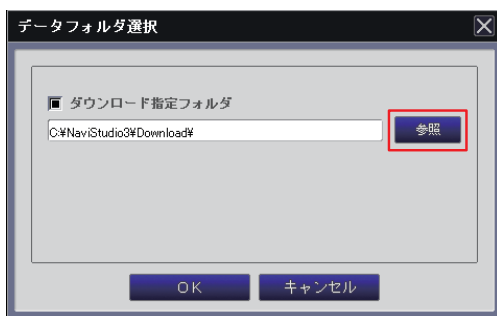 データフォルダ選択
ダウンロード指定フォルダ
C:¥NaviStudio3¥Download¥
参照
OK
キャンセル